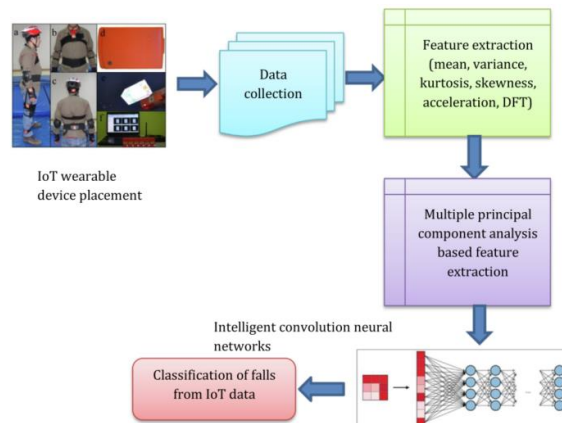 a
b
d
c
e
f
IoT wearable
device placement
Data
collection
Feature extraction
(mean, variance,
kurtosis, skewness,
acceleration, DFT)
Multiple principal
component analysis
based feature
extraction
Intelligent convolution neural
networks
Classification of falls
from IoT data